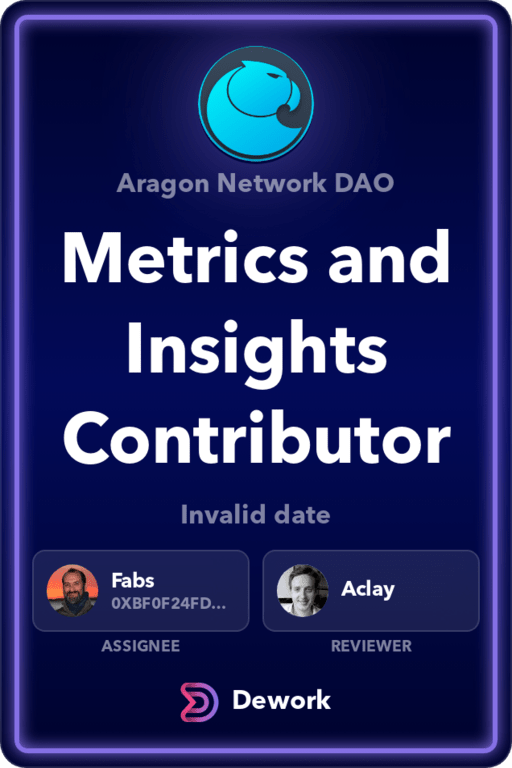 Aragon Network DAO
Metrics and
Insights
Contributor
Invalid date
Fabs
0XBF0F24FD...
ASSIGNEE
Aclay
REVIEWER
Dework